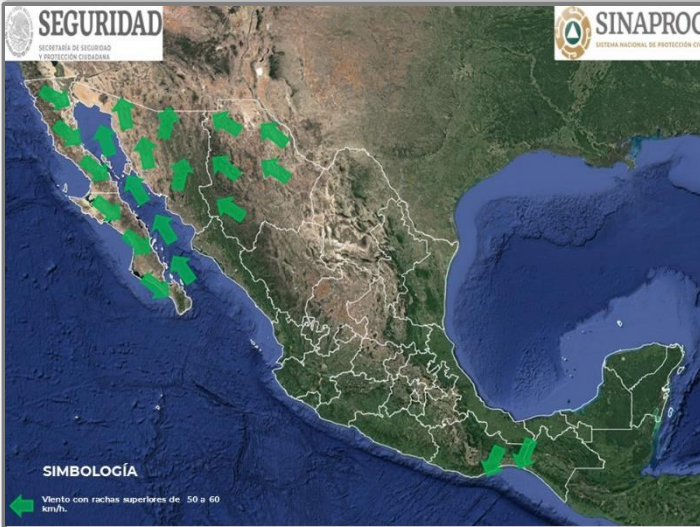 SEGURIDAD
SECRETARÍA DE SEGURIDAD
Y PROTECCIÓN CIUDADANA
SINAPROC
SISTEMA NACIONAL DE PROTECCIÓN CI
SIMBOLOGÍA
Viento con rachas superiores de 50 a 60
km/h.